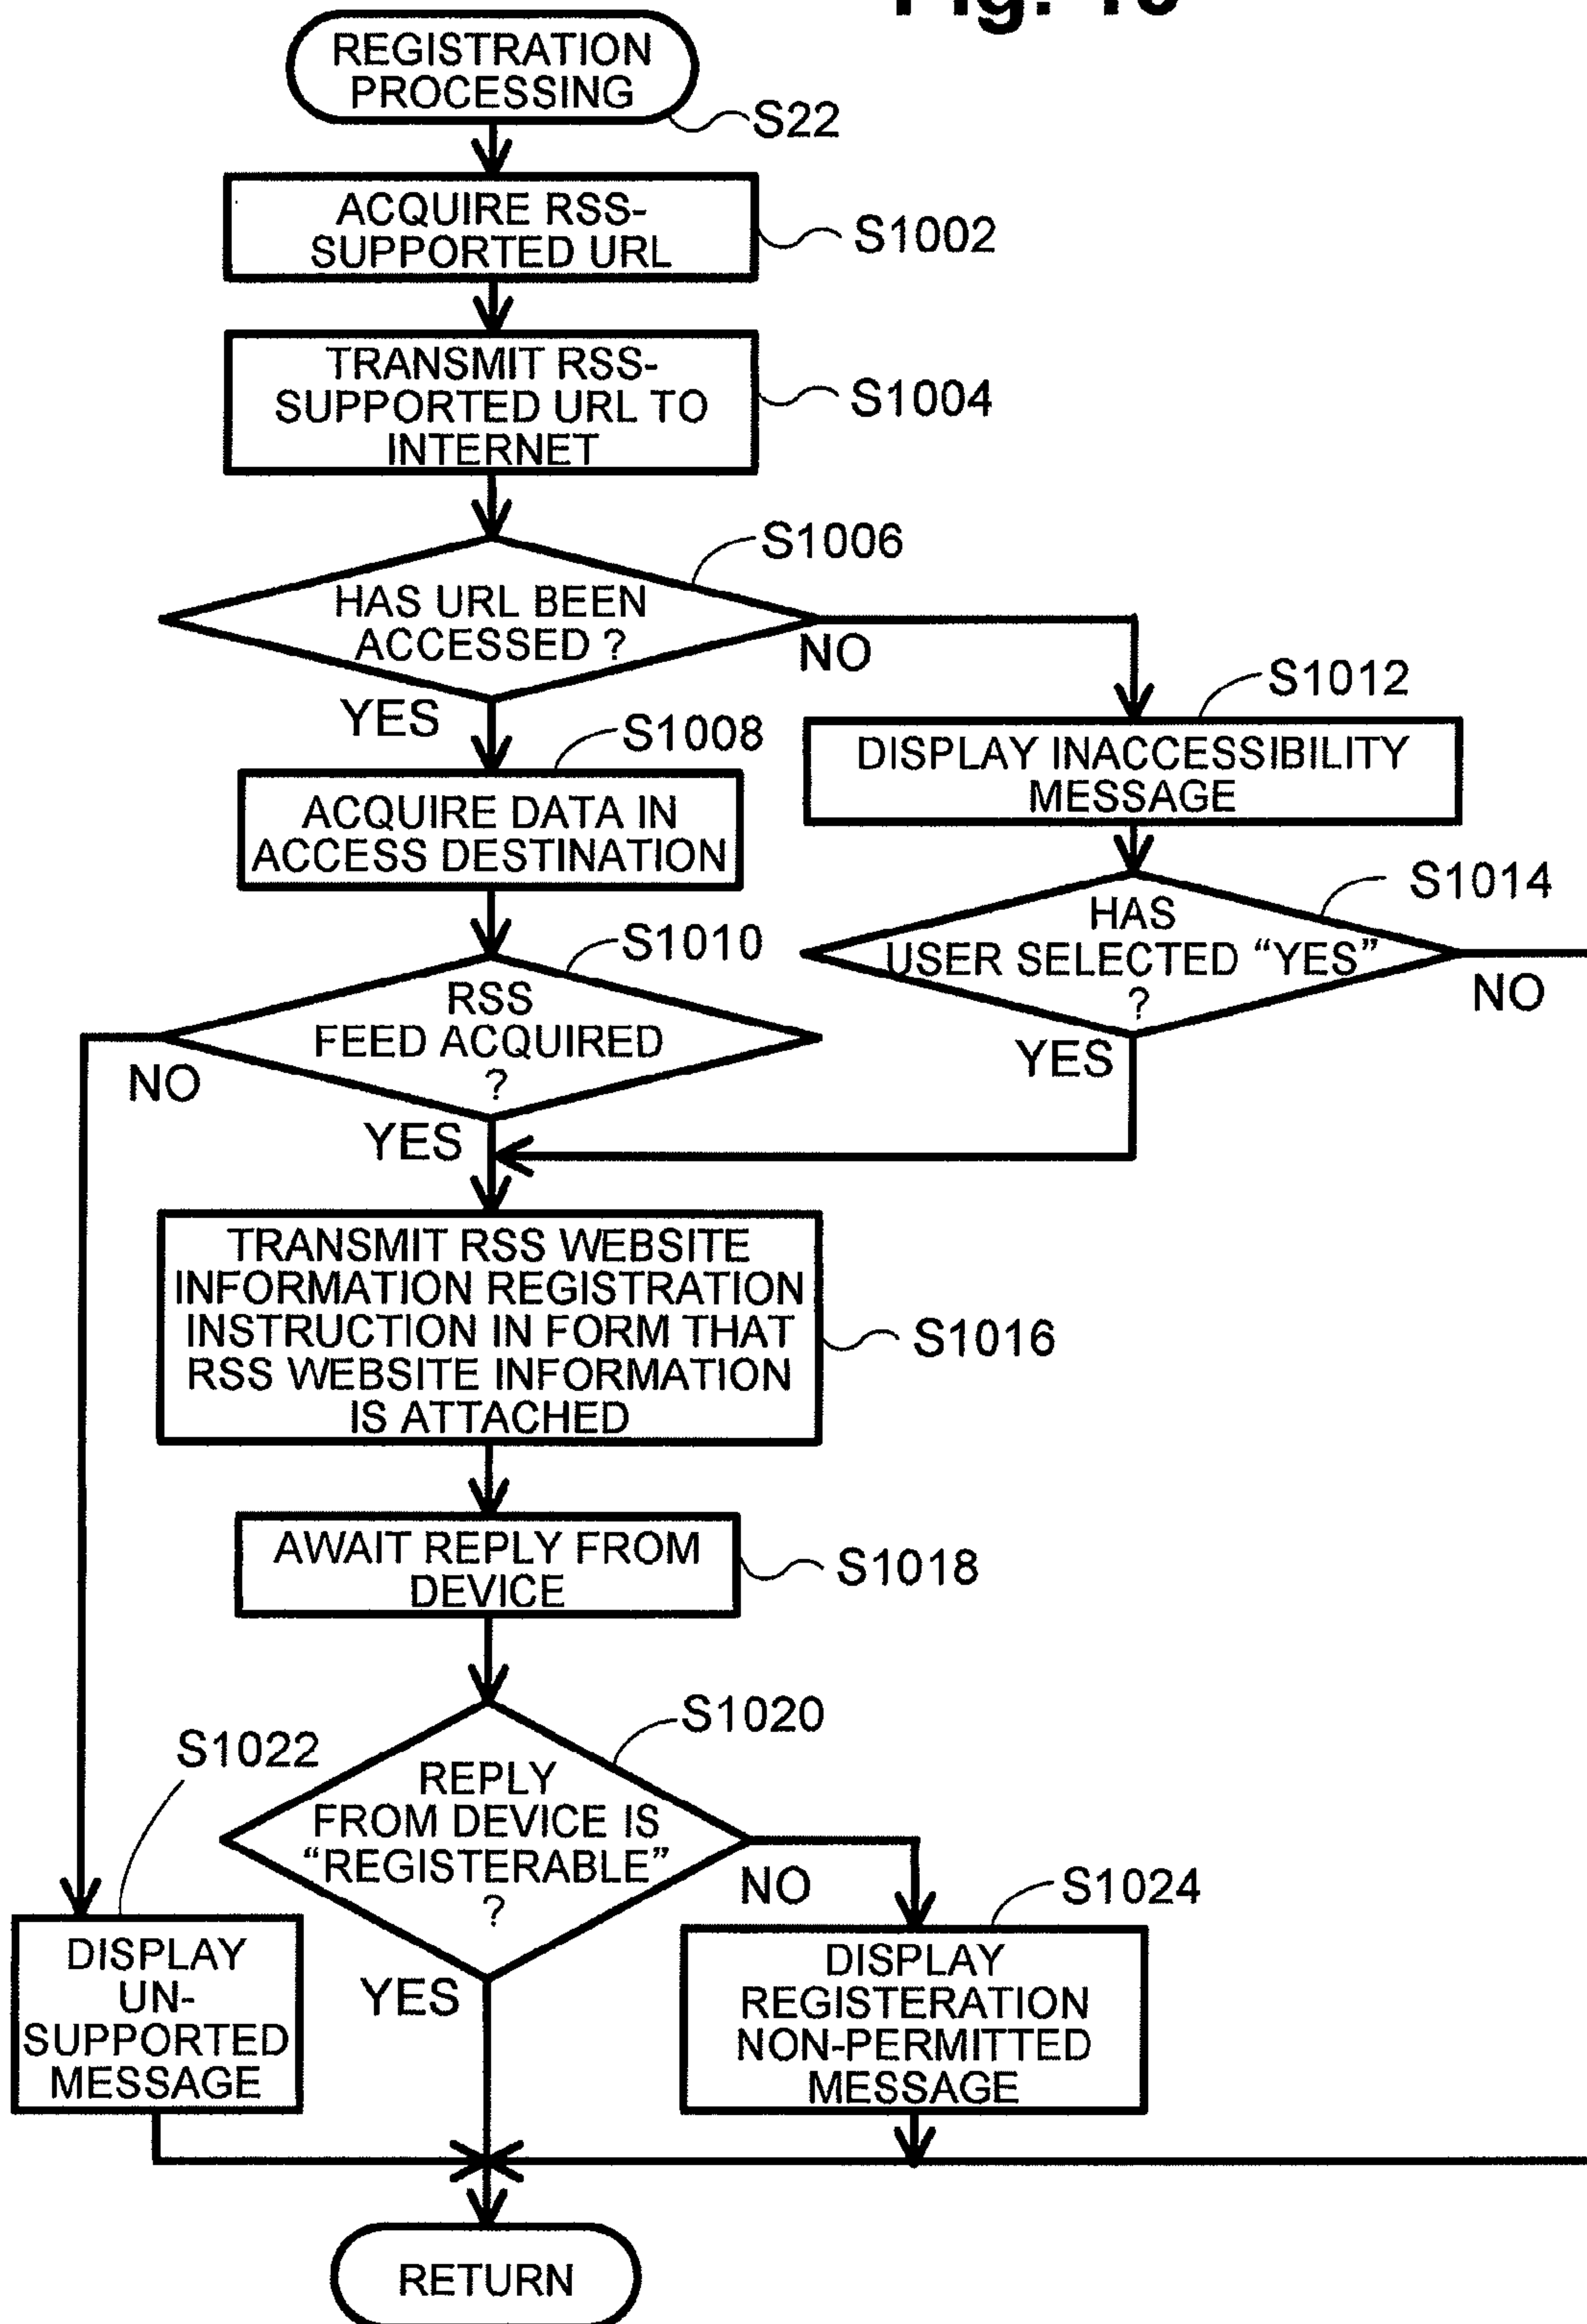 REGISTRATION
PROCESSING
S22
ACQUIRE RSS-
SUPPORTED URL
S1002
TRANSMIT RSS-
SUPPORTED URL TO
INTERNET
S1004
HAS URL BEEN
ACCESSED ?
S1006
NO
YES
S1012
DISPLAY INACCESSIBILITY
MESSAGE
S1008
ACQUIRE DATA IN
ACCESS DESTINATION
S1014
HAS
USER SELECTED “YES”
?
NO
YES
S1010
RSS
FEED ACQUIRED
?
NO
YES
TRANSMIT RSS WEBSITE
INFORMATION REGISTRATION
INSTRUCTION IN FORM THAT
RSS WEBSITE INFORMATION
IS ATTACHED
S1016
AWAIT REPLY FROM
DEVICE
S1018
S1020
REPLY
FROM DEVICE IS
“REGISTERABLE”
?
NO
YES
S1022
DISPLAY
UN-
SUPPORTED
MESSAGE
S1024
DISPLAY
REGISTERATION
NON-PERMITTED
MESSAGE
RETURN